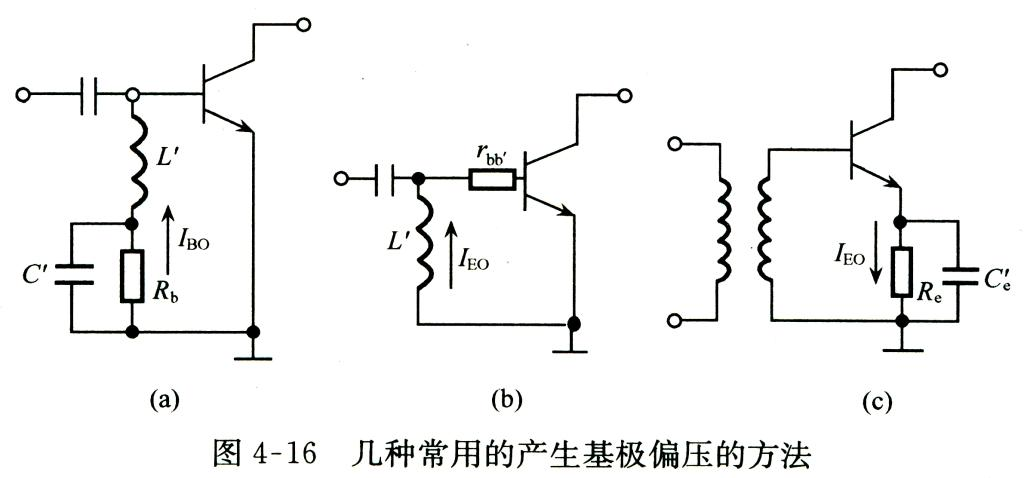 L′
I_BO
C′
R_b
(a)
r_bb′
L′
I_EO
(b)
I_EO
R_e
C′_e
(c)
图 4-16 几种常用的产生基极偏压的方法